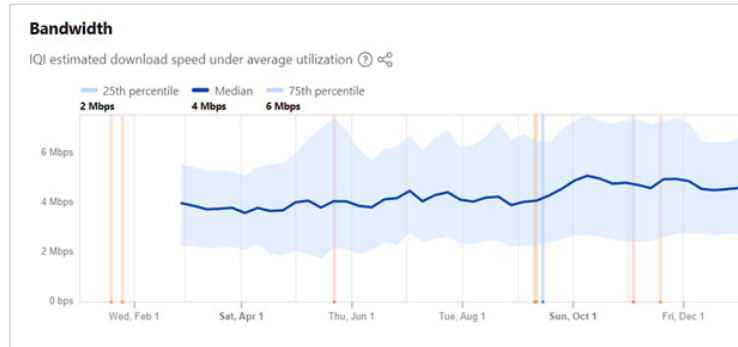 Bandwidth
IQI estimated download speed under average utilization ?
25th percentile Median 75th percentile
2 Mbps 4 Mbps 6 Mbps
6 Mbps
4 Mbps
2 Mbps
0 bps
Wed, Feb 1 Sat, Apr 1 Thu, Jun 1 Tue, Aug 1 Sun, Oct 1 Fri, Dec 1